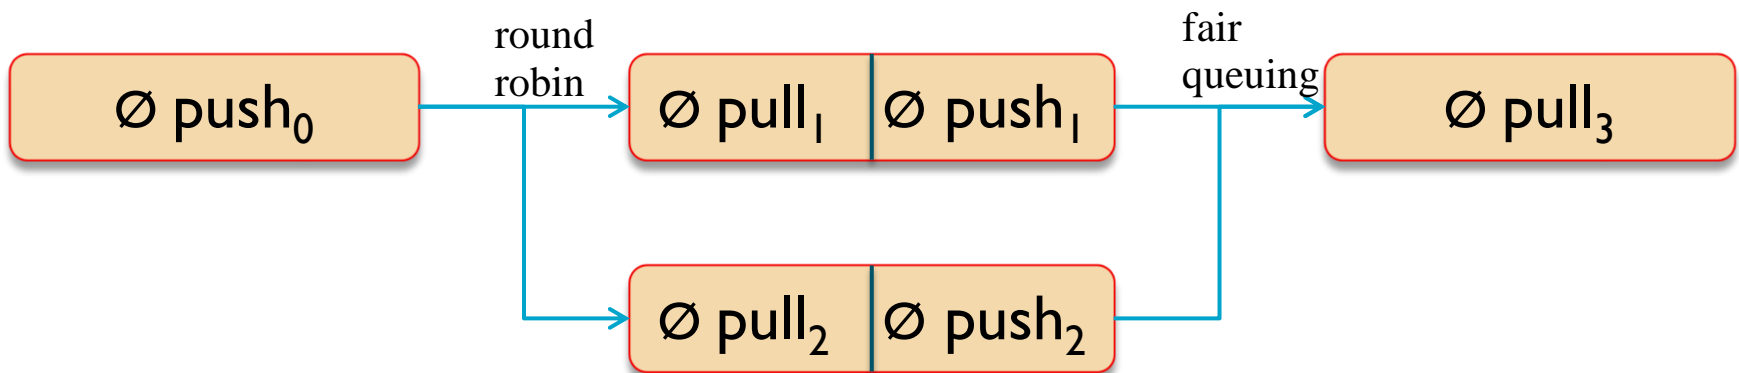 round
robin
fair
queuing
Ø push₀
Ø pull₁
Ø push₁
Ø pull₃
Ø pull₂
Ø push₂